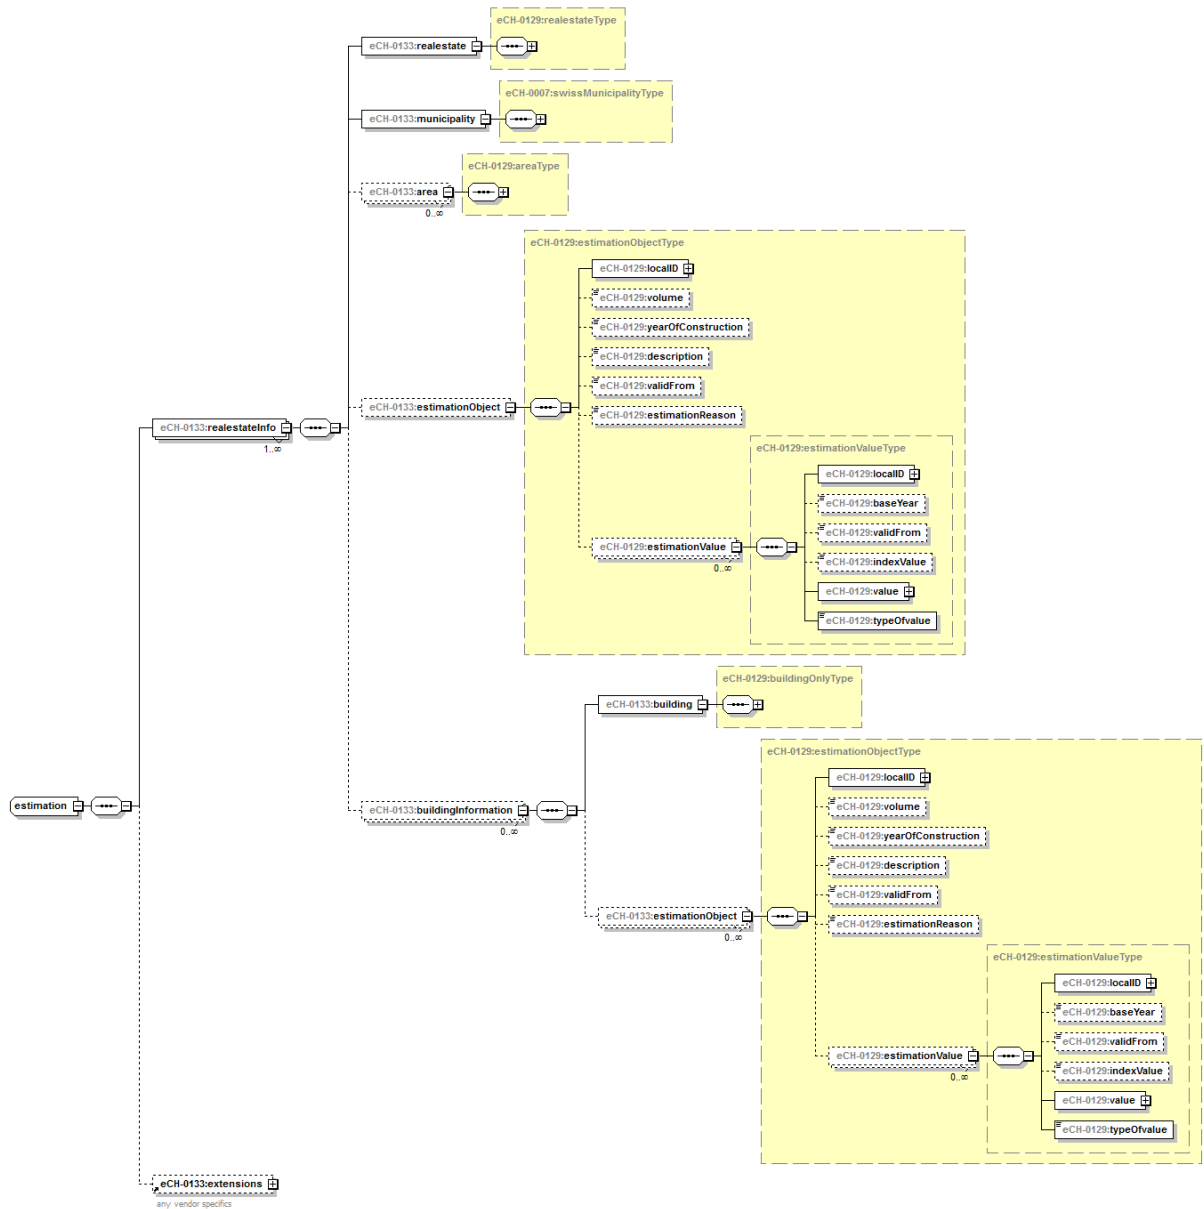 eCH-0129:realestateType
eCH-0133:realestate
eCH-0007:swissMunicipalityType
eCH-0133:municipality
eCH-0129:areaType
eCH-0133:area
0..∞
eCH-0129:estimationObjectType
eCH-0129:localID
eCH-0129:volume
eCH-0129:yearOfConstruction
eCH-0129:description
eCH-0129:validFrom
eCH-0133:estimationObject
eCH-0129:estimationReason
eCH-0133:realestateInfo
1..∞
eCH-0129:estimationValueType
eCH-0129:localID
eCH-0129:baseYear
eCH-0129:validFrom
eCH-0129:estimationValue
0..∞
eCH-0129:indexValue
eCH-0129:value
eCH-0129:typeOfvalue
eCH-0129:buildingOnlyType
eCH-0133:building
eCH-0129:estimationObjectType
eCH-0129:localID
estimation
eCH-0133:buildingInformation
0..∞
eCH-0129:volume
eCH-0129:yearOfConstruction
eCH-0129:description
eCH-0129:validFrom
eCH-0133:estimationObject
0..∞
eCH-0129:estimationReason
eCH-0129:estimationValueType
eCH-0129:localID
eCH-0129:baseYear
eCH-0129:validFrom
eCH-0129:estimationValue
0..∞
eCH-0129:indexValue
eCH-0129:value
eCH-0129:typeOfvalue
eCH-0133:extensions
any vendor specifics